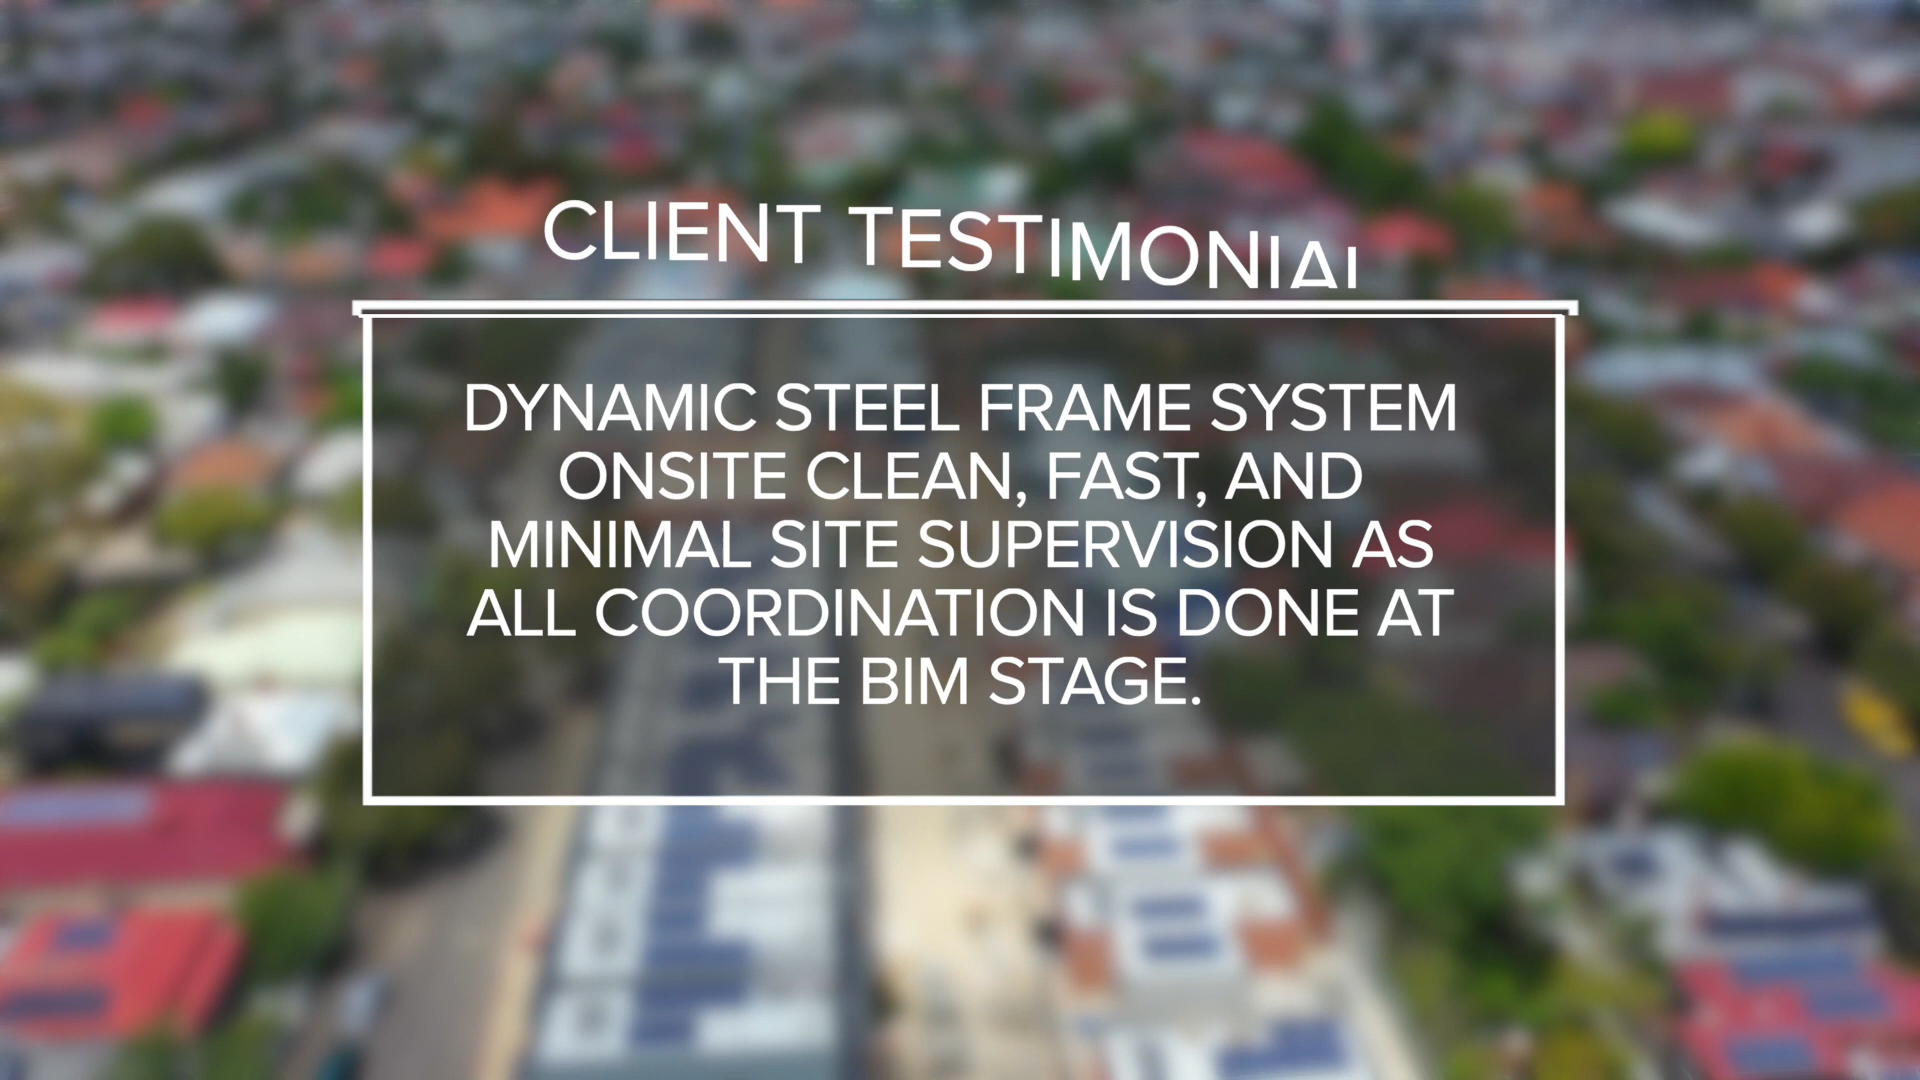 CLIENT TESTIMONIAL
DYNAMIC STEEL FRAME SYSTEM
ONSITE CLEAN, FAST, AND
MINIMAL SITE SUPERVISION AS
ALL COORDINATION IS DONE AT
THE BIM STAGE.